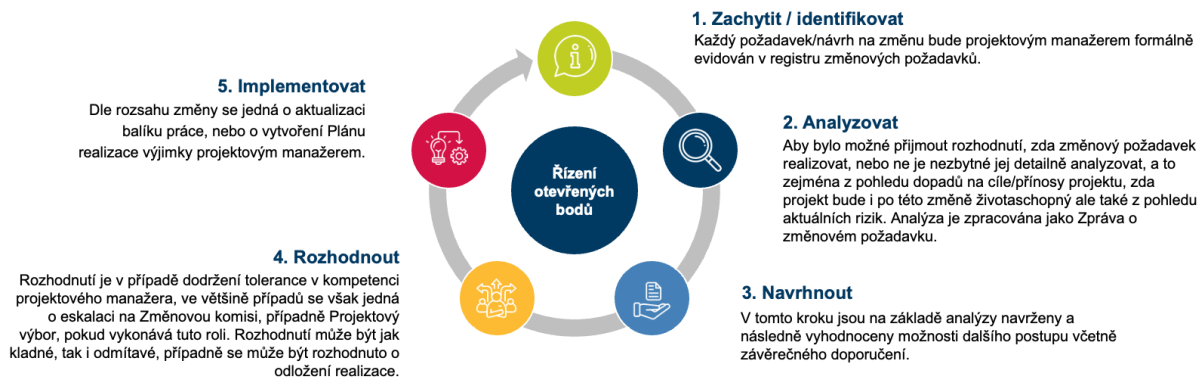 1. Zachytit / identifikovat
Každý požadavek/návrh na změnu bude projektovým manažerem formálně
evidován v registru změnových požadavků.
2. Analyzovat
Aby bylo možné přijmout rozhodnutí, zda změnový požadavek
realizovat, nebo ne je nezbytné jej detailně analyzovat, a to
zejména z pohledu dopadů na cíle/přínosy projektu, zda
projekt bude i po této změně životaschopný ale také z pohledu
aktuálních rizik. Analýza je zpracována jako Zpráva o
změnovém požadavku.
3. Navrhnout
V tomto kroku jsou na základě analýzy navrženy a
následně vyhodnoceny možnosti dalšího postupu včetně
závěrečného doporučení.
4. Rozhodnout
Rozhodnutí je v případě dodržení tolerance v kompetenci
projektového manažera, ve většině případů se však jedná
o eskalaci na Změnovou komisi, případně Projektový
výbor, pokud vykonává tuto roli. Rozhodnutí může být jak
kladné, tak i odmítavé, případně se může být rozhodnuto o
odložení realizace.
5. Implementovat
Dle rozsahu změny se jedná o aktualizaci
balíku práce, nebo o vytvoření Plánu
realizace výjimky projektovým manažerem.
Řízení
otevřených
bodů